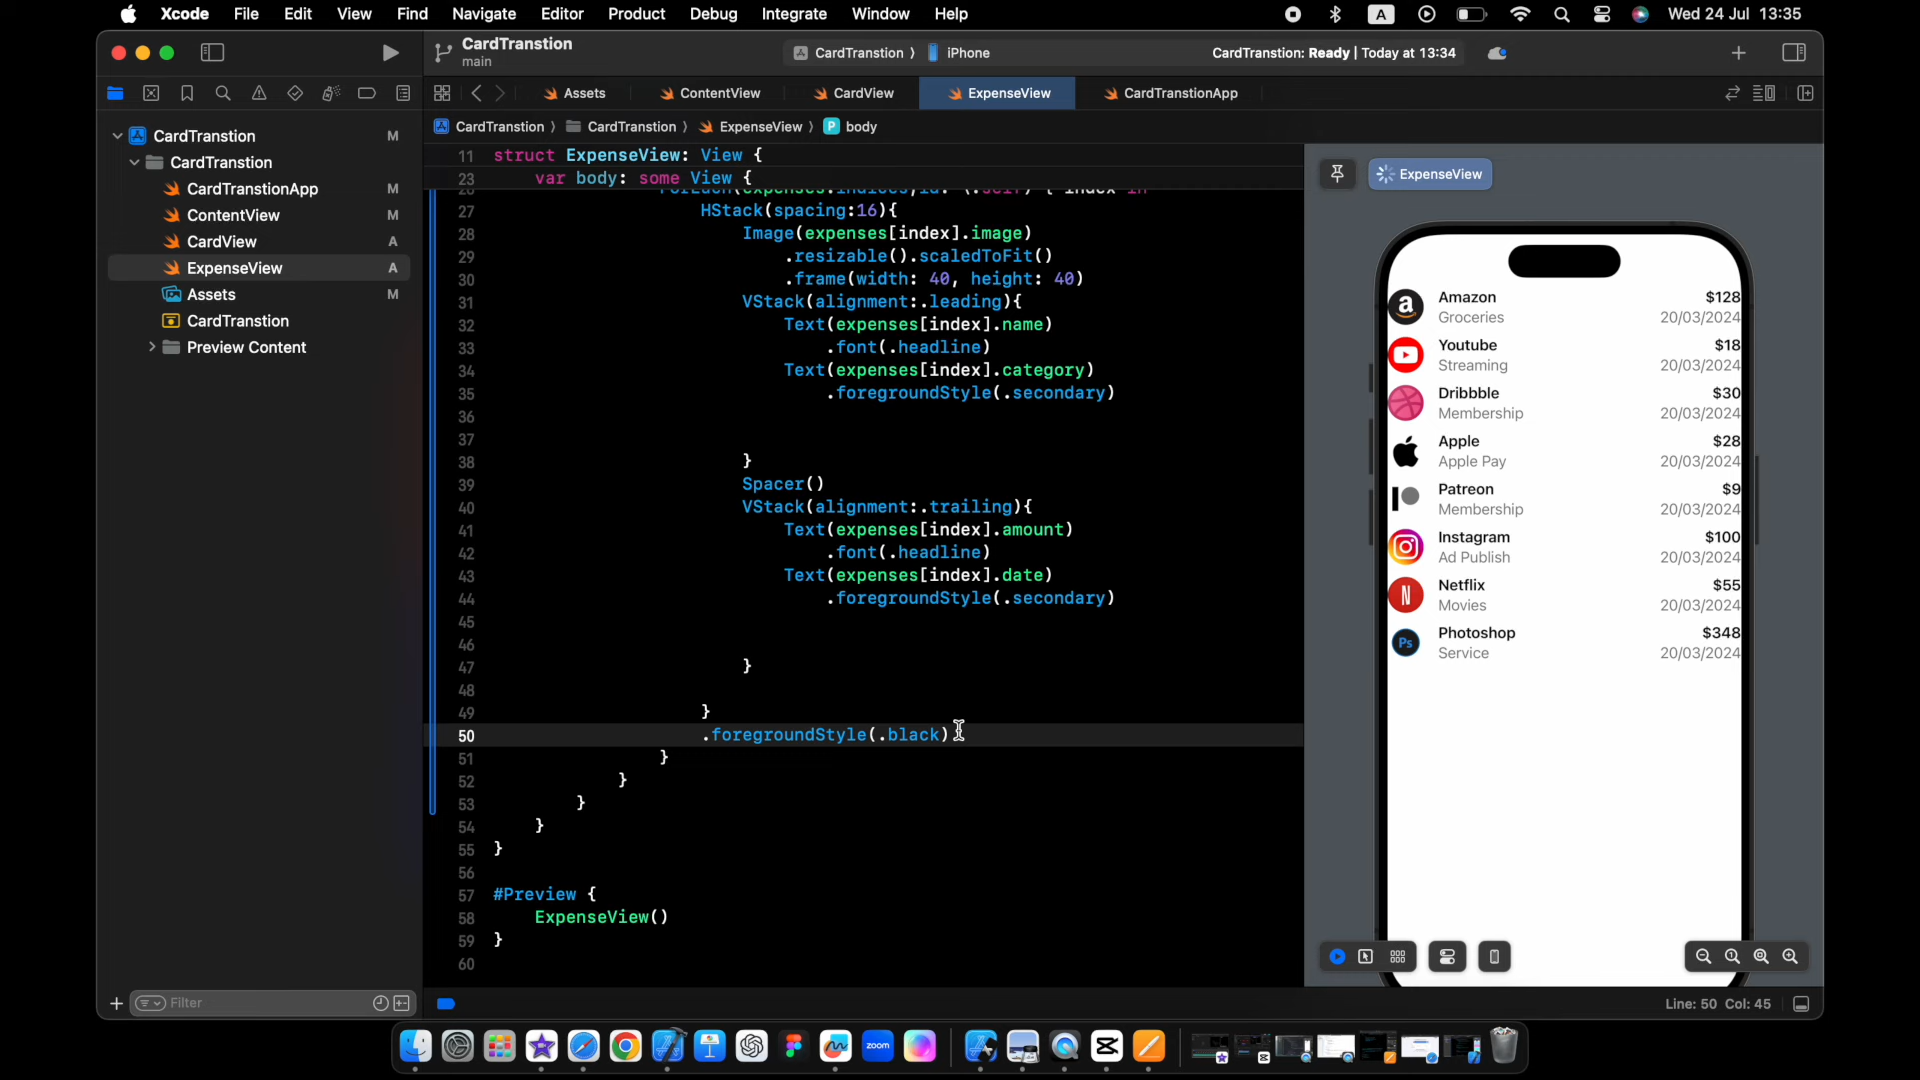 Xcode File Edit View Find Navigate Editor Product Debug Integrate Window Help
A
Wed 24 Jul 13:35
CardTranstion
main
CardTranstion
iPhone
CardTranstion: Ready | Today at 13:34
Assets
ContentView
CardView
ExpenseView
CardTranstionApp
CardTranstion
CardTranstion
ExpenseView
P body
CardTranstion M
CardTranstion
CardTranstionApp M
ContentView M
CardView A
ExpenseView A
Assets M
CardTranstion
Preview Content
11 struct ExpenseView: View {
23 var body: some View {
27 HStack(spacing:16){
28 Image(expenses[index].image)
29 .resizable().scaledToFit()
30 .frame(width: 40, height: 40)
31 VStack(alignment:.leading){
32 Text(expenses[index].name)
33 .font(.headline)
34 Text(expenses[index].category)
35 .foregroundStyle(.secondary)
36
37
38 }
39 Spacer()
40 VStack(alignment:.trailing){
41 Text(expenses[index].amount)
42 .font(.headline)
43 Text(expenses[index].date)
44 .foregroundStyle(.secondary)
45
46
47 }
48
49 }
50 .foregroundStyle(.black)
51 }
52 }
53 }
54 }
55 }
56
57 #Preview {
58 ExpenseView()
59 }
60
ExpenseView
Amazon $128
Groceries 20/03/2024
Youtube $18
Streaming 20/03/2024
Dribbble $30
Membership 20/03/2024
Apple $28
Apple Pay 20/03/2024
Patreon $9
Membership 20/03/2024
Instagram $100
Ad Publish 20/03/2024
Netflix $55
Movies 20/03/2024
Photoshop $348
Service 20/03/2024
Ps
Filter
Line: 50 Col: 45
zoom